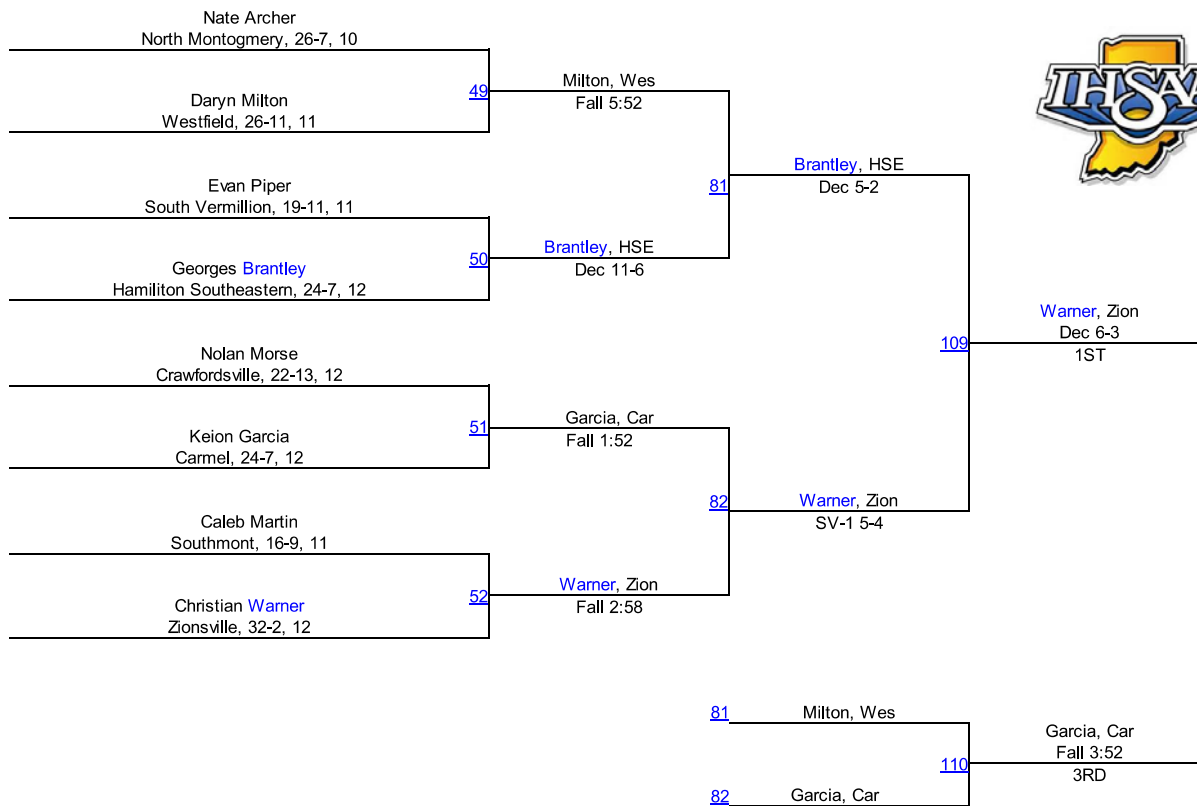 Nate Archer
North Montogmery, 26-7, 10
49
Daryn Milton
Westfield, 26-11, 11
Milton, Wes
Fall 5:52
IHSAA
Evan Piper
South Vermillion, 19-11, 11
50
Georges Brantley
Hamiliton Southeastern, 24-7, 12
Brantley, HSE
Dec 11-6
81
Brantley, HSE
Dec 5-2
Nolan Morse
Crawfordsville, 22-13, 12
51
Keion Garcia
Carmel, 24-7, 12
Garcia, Car
Fall 1:52
Caleb Martin
Southmont, 16-9, 11
52
Christian Warner
Zionsville, 32-2, 12
Warner, Zion
Fall 2:58
82
Warner, Zion
SV-1 5-4
109
Warner, Zion
Dec 6-3
1ST
81
Milton, Wes
110
82
Garcia, Car
Garcia, Car
Fall 3:52
3RD